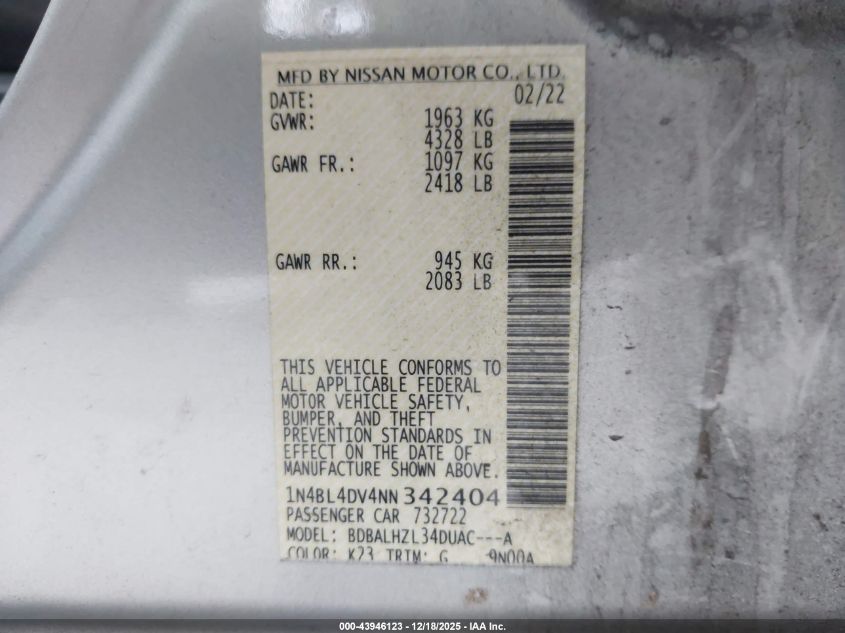 MFD BY NISSAN MOTOR CO., LTD.
DATE: 02/22
GVWR: 1963 KG
4328 LB
GAWR FR.: 1097 KG
2418 LB
GAWR RR.: 945 KG
2083 LB
THIS VEHICLE CONFORMS TO
ALL APPLICABLE FEDERAL
MOTOR VEHICLE SAFETY,
BUMPER, AND THEFT
PREVENTION STANDARDS IN
EFFECT ON THE DATE OF
MANUFACTURE SHOWN ABOVE.
1N4BL4DV4NN342404
PASSENGER CAR 732722
MODEL: BDBALHZL34DUAC---A
COLOR: K23 TRIM: G 9N00A
000-43946123 - 12/18/2025 - IAA Inc.